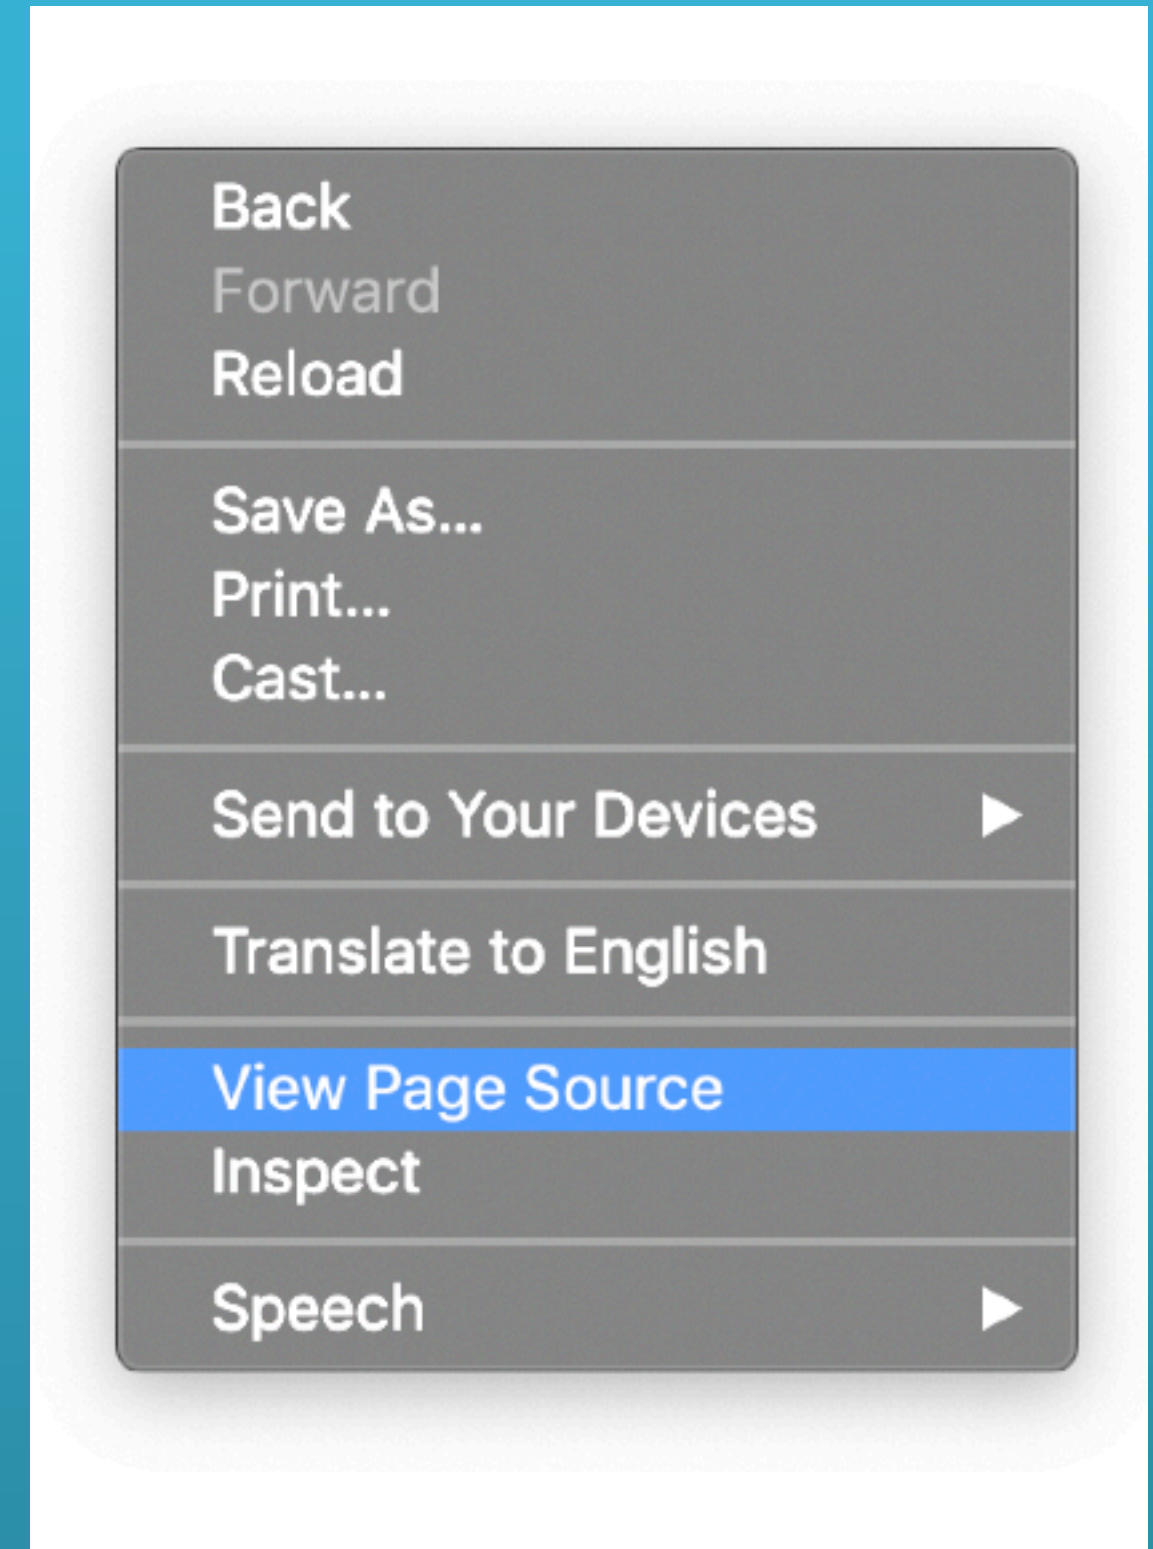 Back
Forward
Reload
Save As...
Print...
Cast...
Send to Your Devices
Translate to English
View Page Source
Inspect
Speech